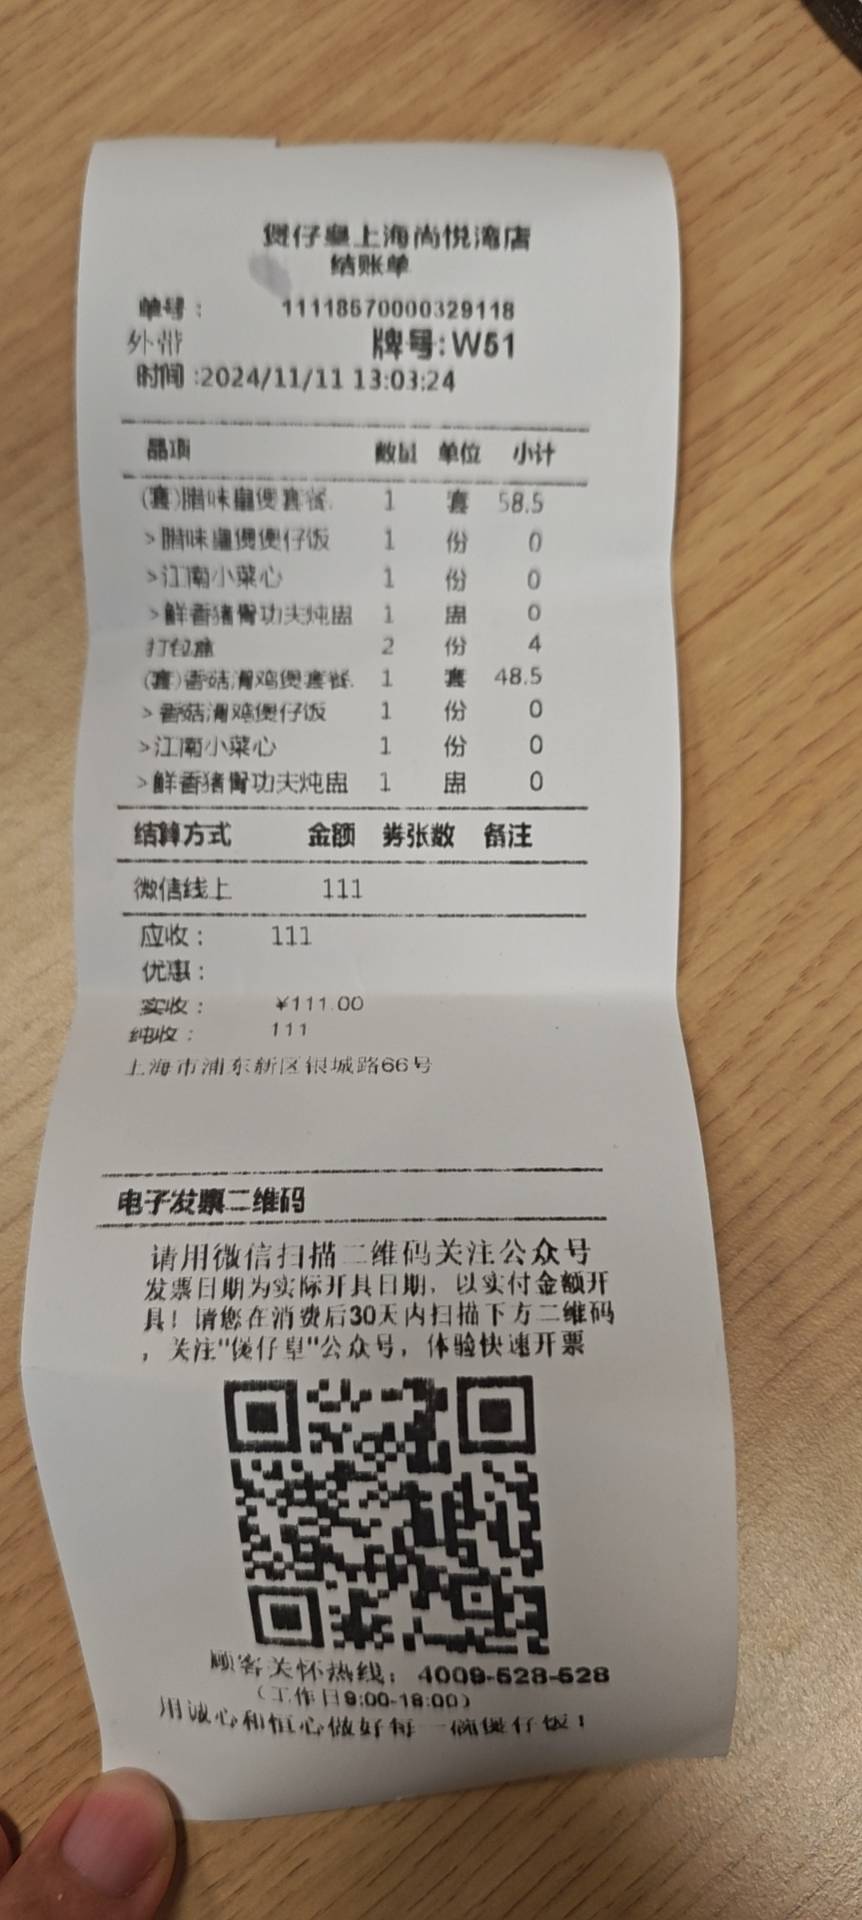 煲仔皇上海尚悦湾店
结账单
单号： 11118570000329118
外带 牌号:W51
时间:2024/11/11 13:03:24
品项 数量 单位 小计
(套)腊味皇煲套餐. 1 套 58.5
>腊味皇煲煲仔饭 1 份 0
>江南小菜心 1 份 0
>鲜香猪骨功夫炖盅 1 盅 0
打包盒 2 份 4
(套)香菇滑鸡煲套餐. 1 套 48.5
>香菇滑鸡煲仔饭 1 份 0
>江南小菜心 1 份 0
>鲜香猪骨功夫炖盅 1 盅 0
结算方式 金额 券张数 备注
微信线上 111
应收： 111
优惠：
实收： ¥111.00
纯收： 111
上海市浦东新区银城路66号
电子发票二维码
请用微信扫描二维码关注公众号
发票日期为实际开具日期，以实付金额开
具！请您在消费后30天内扫描下方二维码
，关注"煲仔皇"公众号，体验快速开票
顾客关怀热线：4009-528-528
（工作日9:00-18:00）
用诚心和恒心做好每一碗煲仔饭！